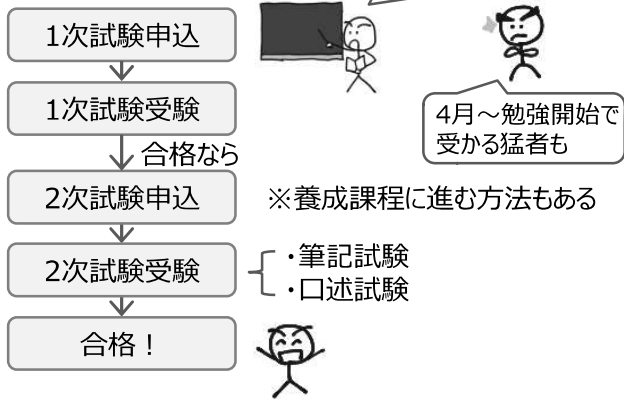 1次試験申込
1次試験受験
合格なら
2次試験申込
2次試験受験
合格！
4月～勉強開始で
受かる猛者も
※養成課程に進む方法もある
・筆記試験
・口述試験